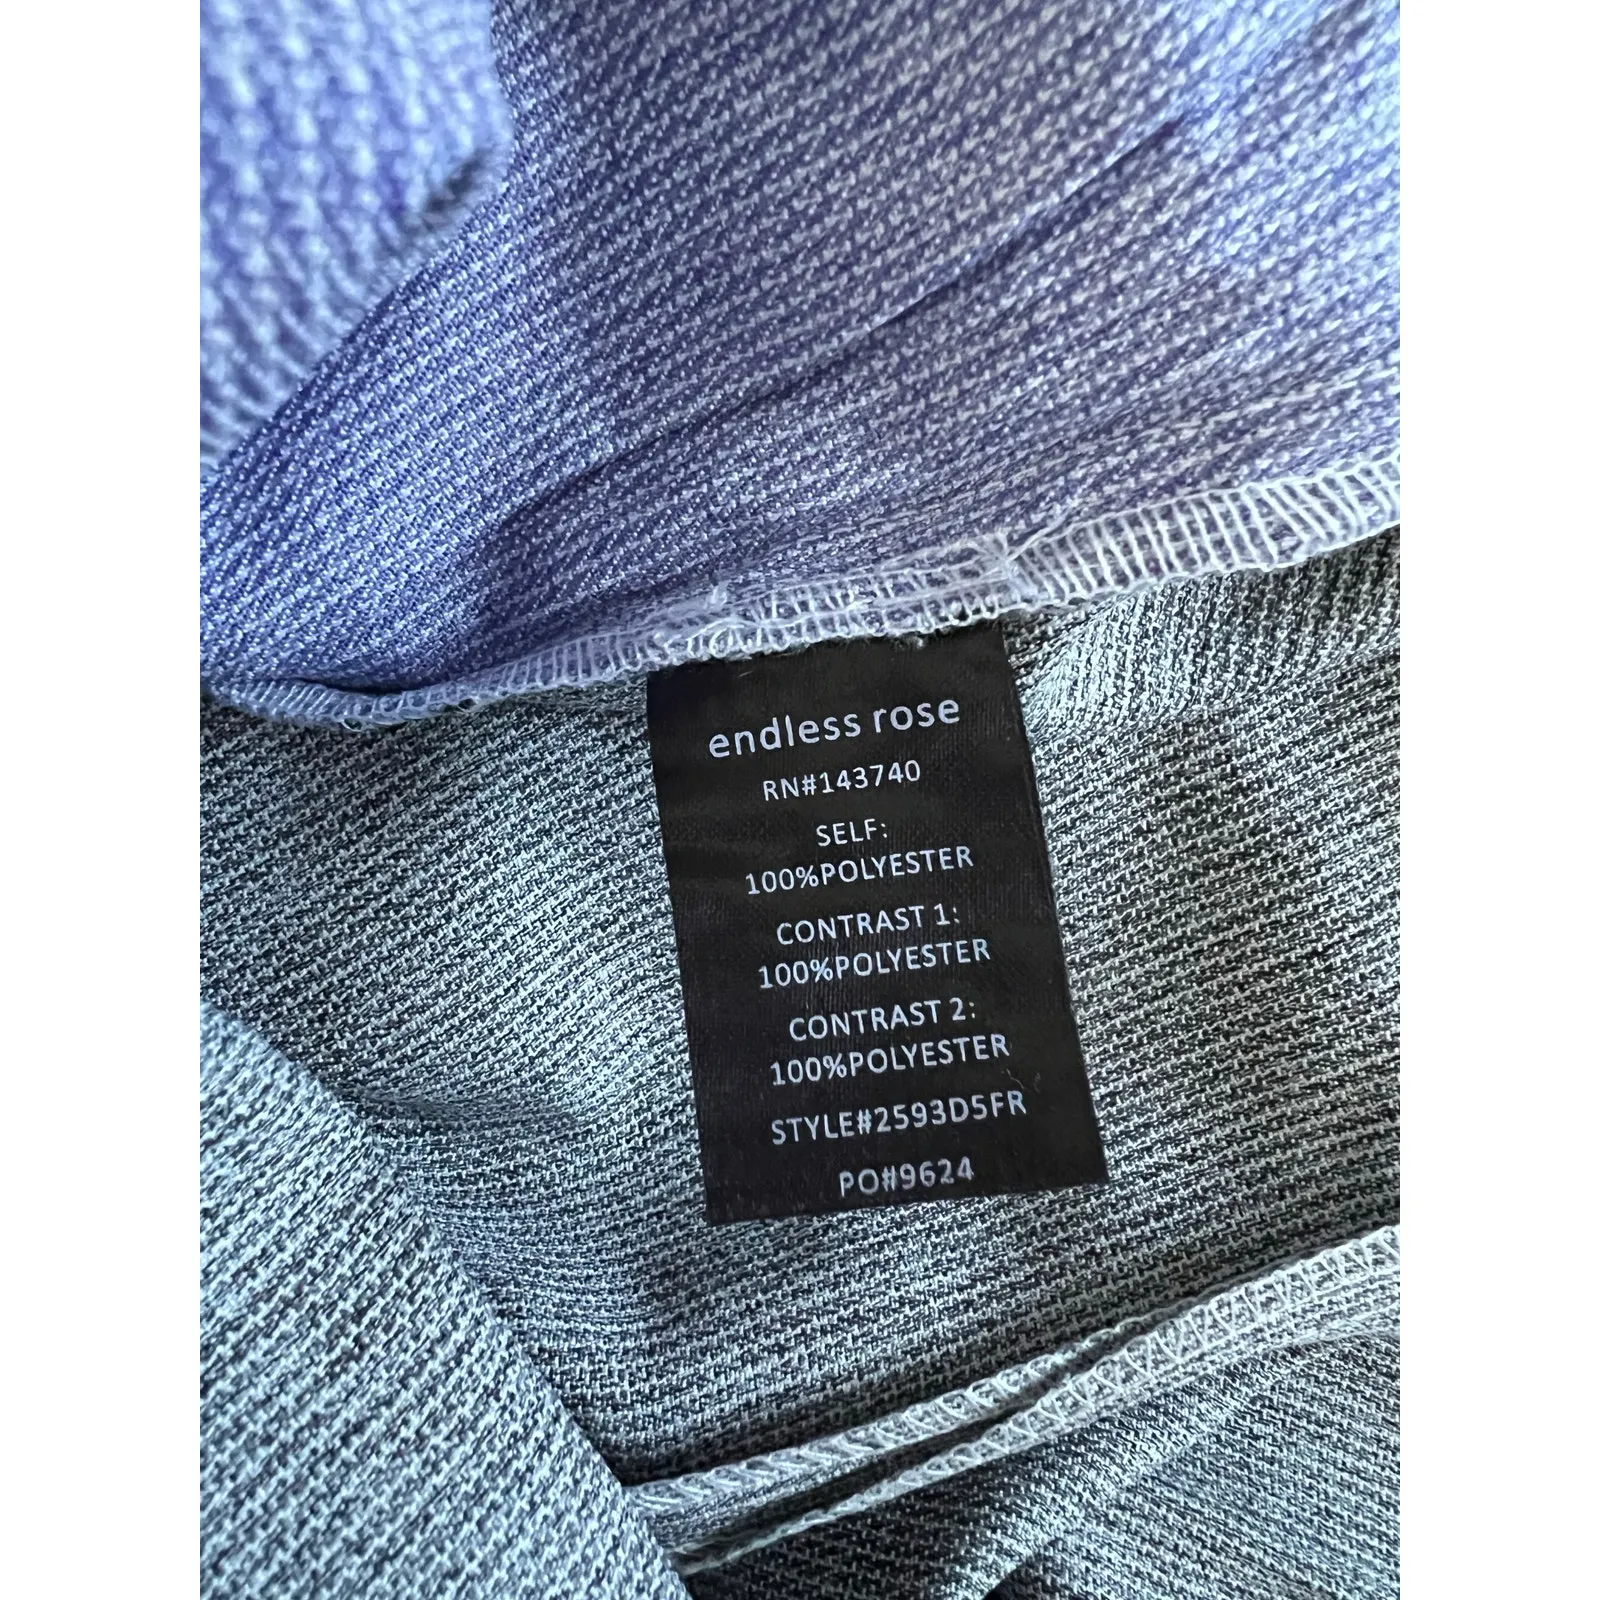 endless rose
RN#143740
SELF:
100%POLYESTER
CONTRAST 1:
100%POLYESTER
CONTRAST 2:
100%POLYESTER
STYLE#2593D5FR
PO#9624